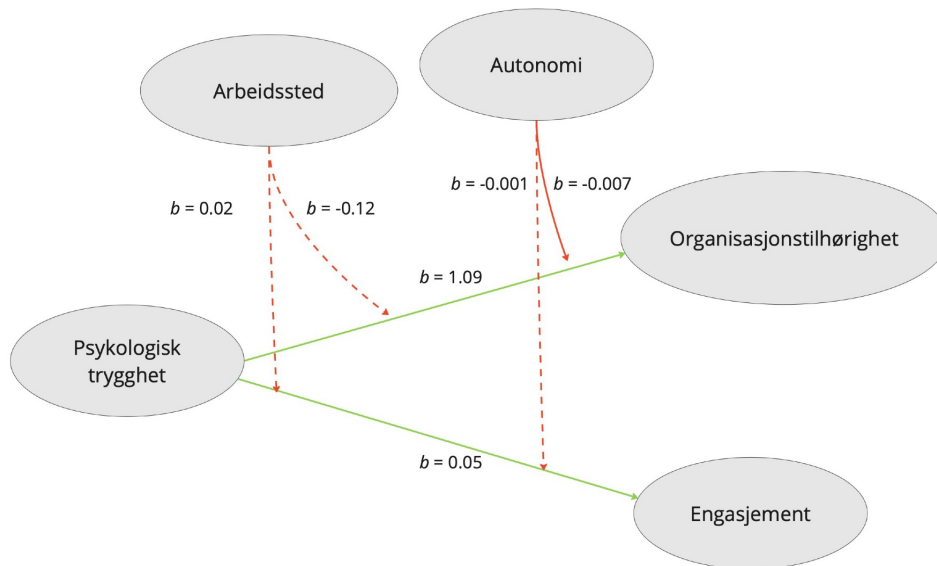 Autonomi
Arbeidssted
b = 0.02
b = -0.12
b = -0.001
b = -0.007
Organisasjonstilhørighet
b = 1.09
Psykologisk
trygghet
b = 0.05
Engasjement